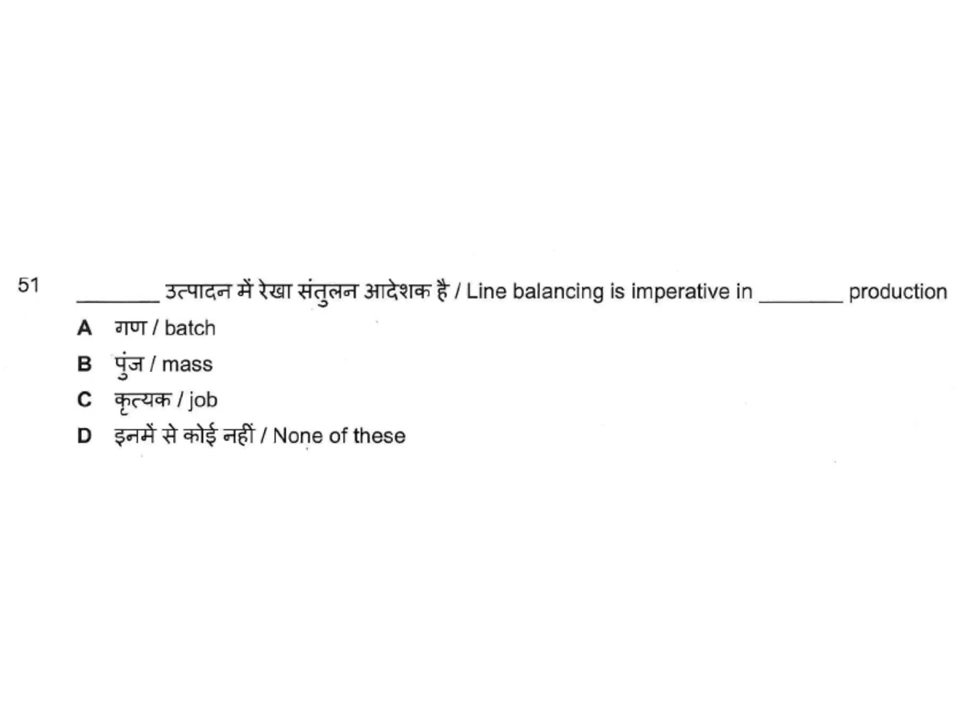 51 ________ उत्पादन में रेखा संतुलन आदेशक है / Line balancing is imperative in ________ production
A गण / batch
B पुंज / mass
C कृत्यक / job
D इनमें से कोई नहीं / None of these